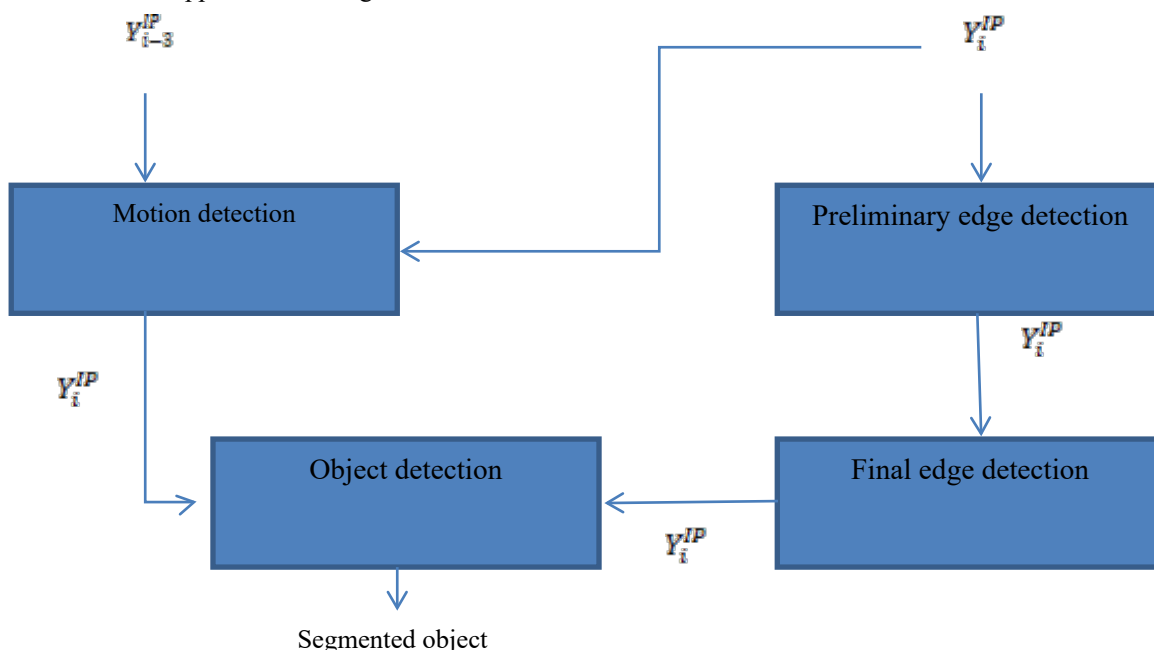 Y_{i-3}^{IP}
Y_i^{IP}
Motion detection
Preliminary edge detection
Y_i^{IP}
Y_i^{IP}
Object detection
Final edge detection
Y_i^{IP}
Segmented object